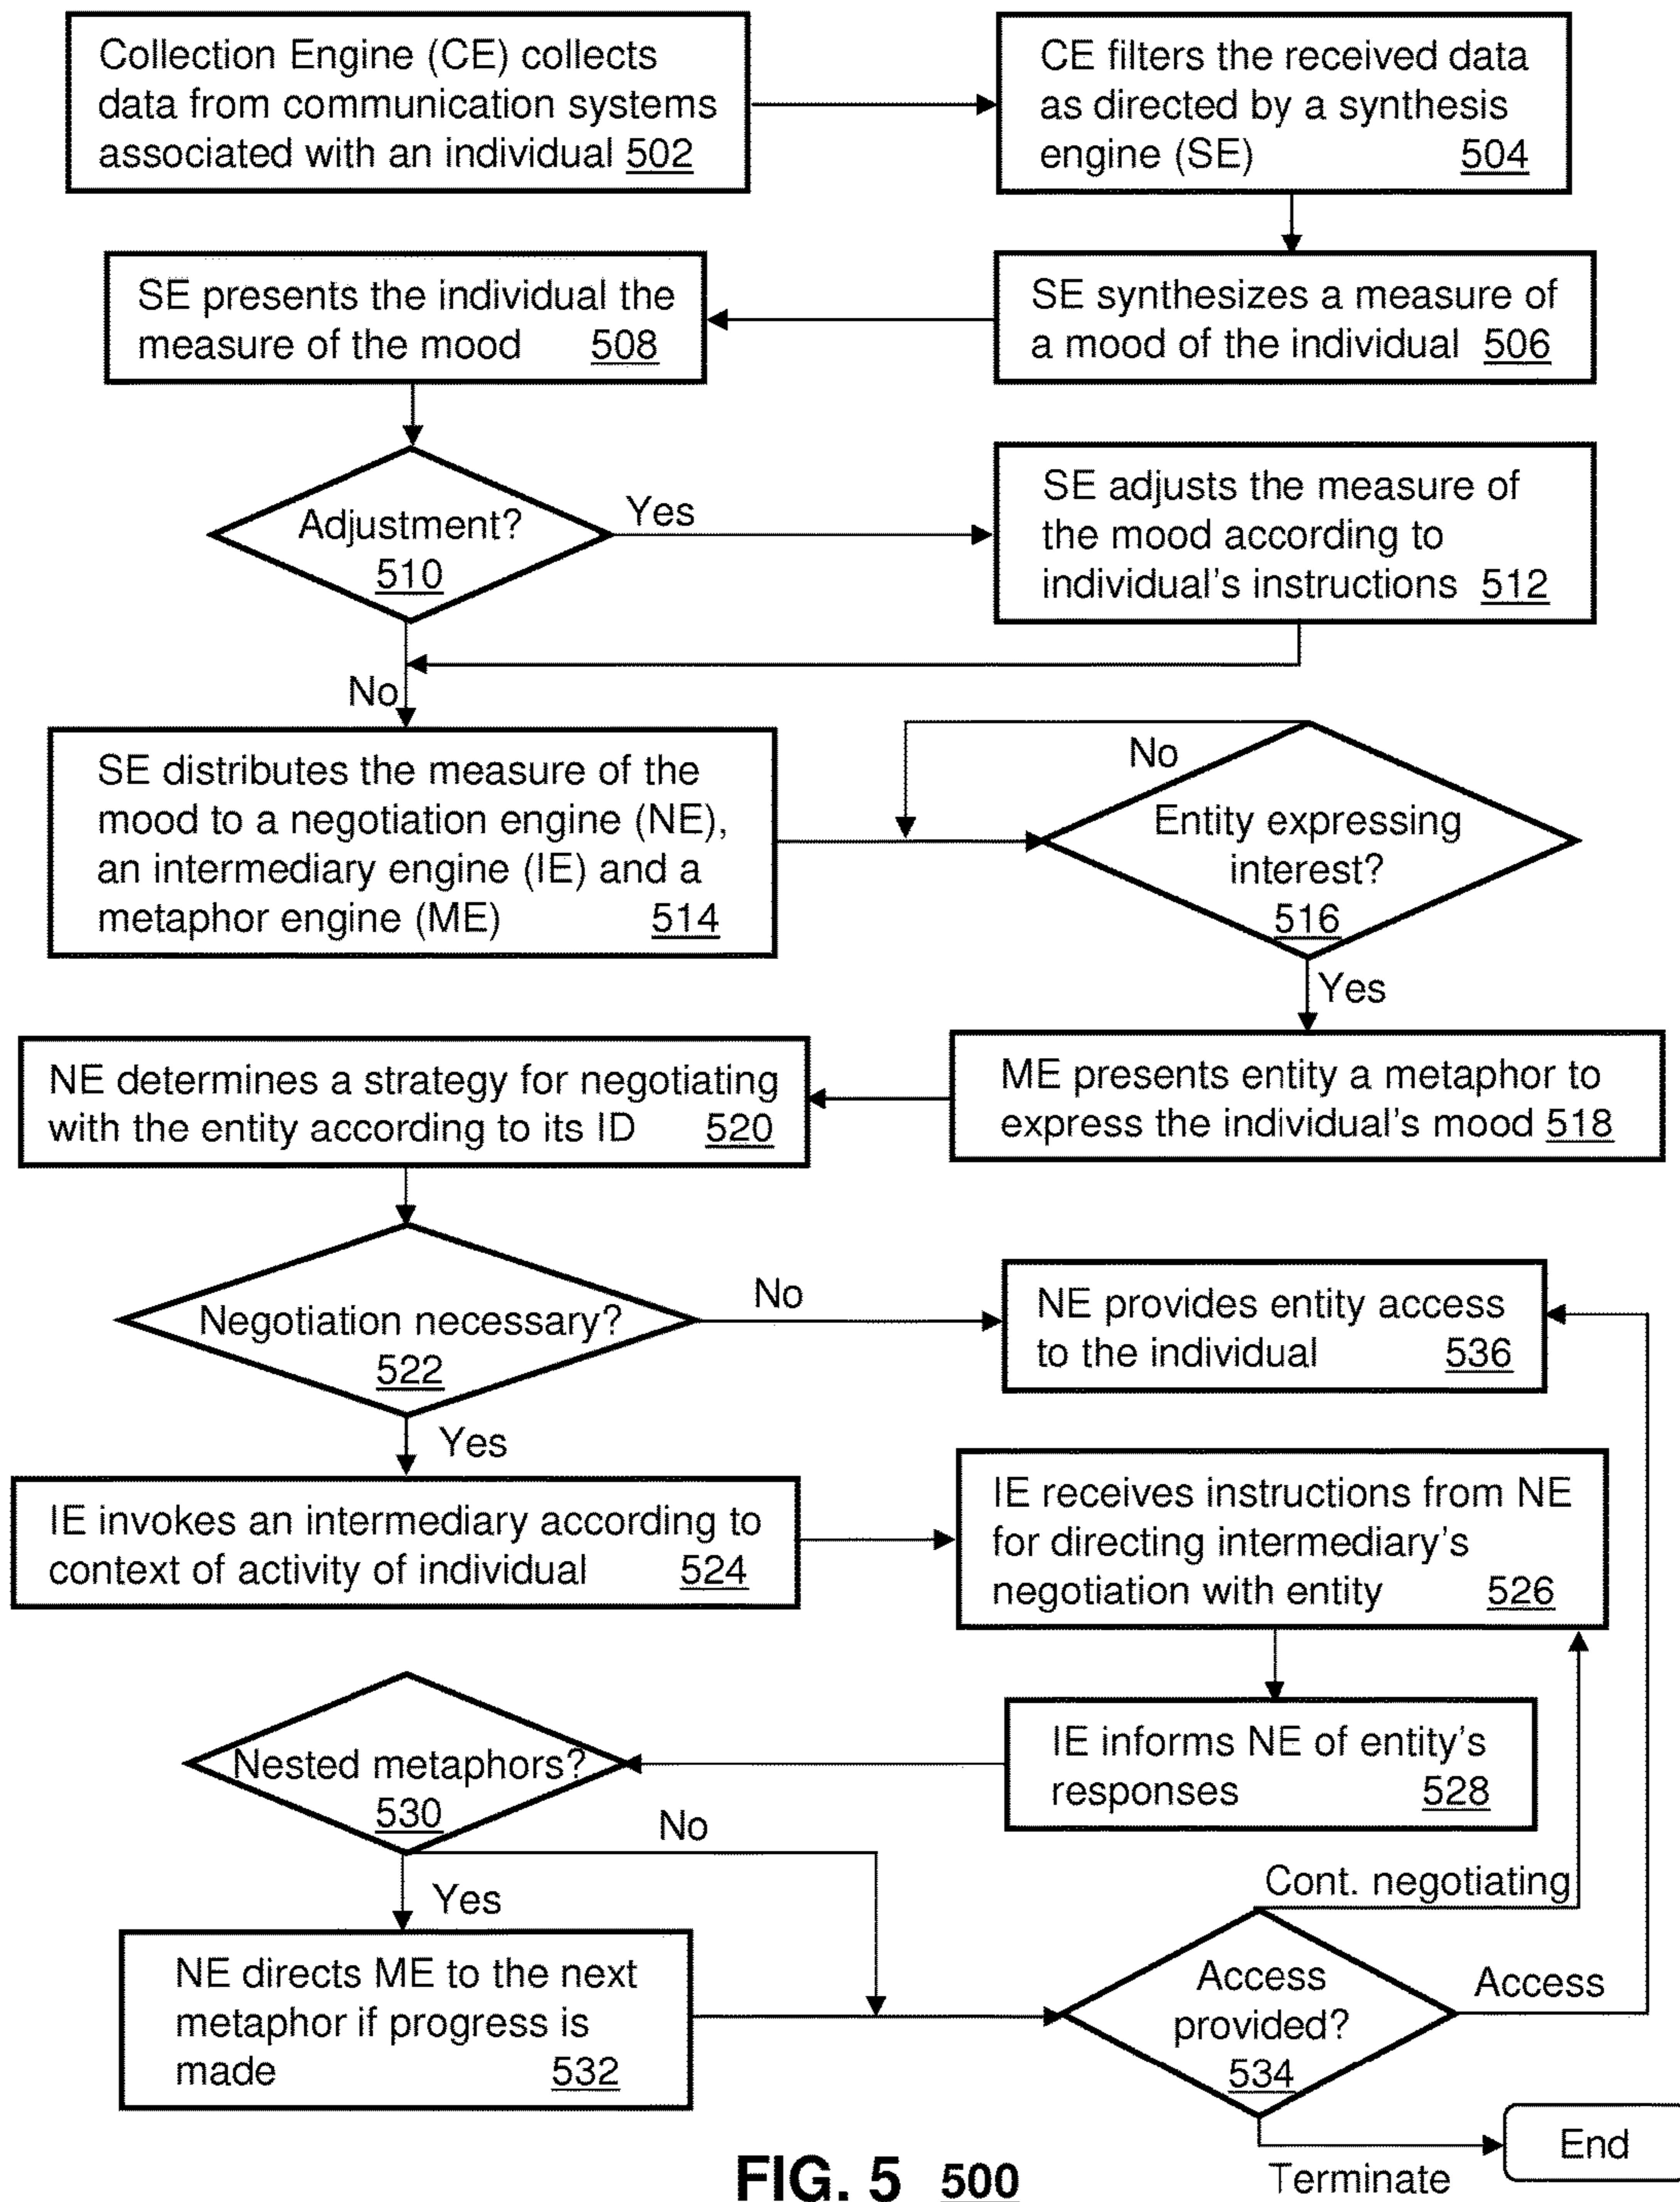 Collection Engine (CE) collects
data from communication systems
associated with an individual 502
CE filters the received data
as directed by a synthesis
engine (SE) 504
SE synthesizes a measure of
a mood of the individual 506
SE presents the individual the
measure of the mood 508
Adjustment?
510
Yes
SE adjusts the measure of
the mood according to
individual's instructions 512
No
SE distributes the measure of the
mood to a negotiation engine (NE),
an intermediary engine (IE) and a
metaphor engine (ME) 514
No
Entity expressing
interest?
516
Yes
ME presents entity a metaphor to
express the individual's mood 518
NE determines a strategy for negotiating
with the entity according to its ID 520
Negotiation necessary?
522
No
NE provides entity access
to the individual 536
Yes
IE invokes an intermediary according to
context of activity of individual 524
IE receives instructions from NE
for directing intermediary's
negotiation with entity 526
IE informs NE of entity's
responses 528
Nested metaphors?
530
No
Yes
NE directs ME to the next
metaphor if progress is
made 532
Cont. negotiating
Access
provided?
534
Access
Terminate
End
FIG. 5 500